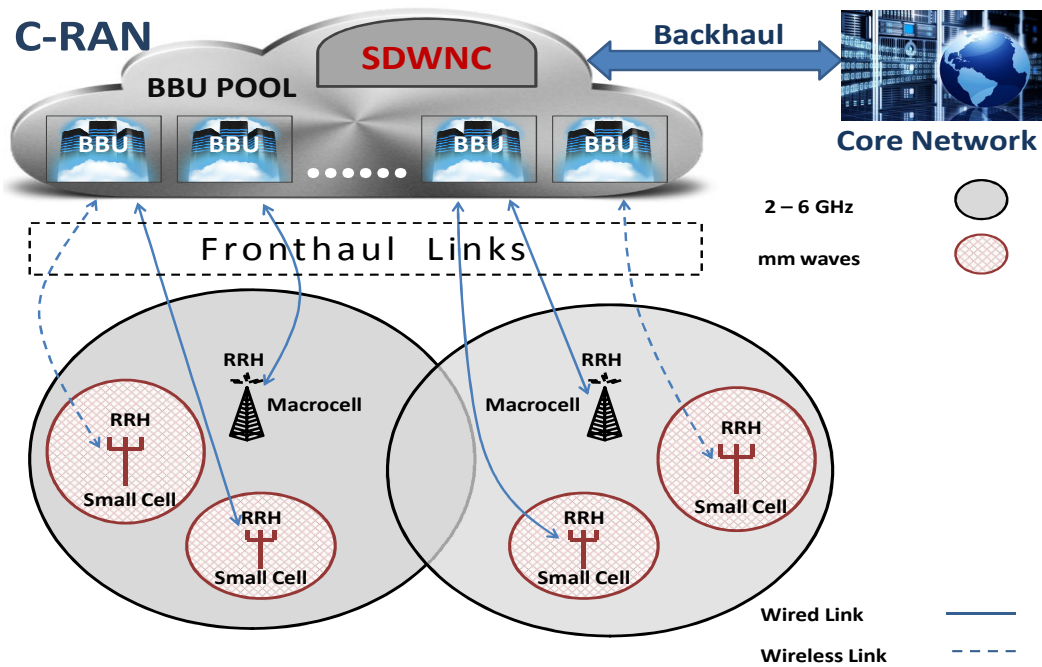 C-RAN
SDWNC
BBU POOL
Backhaul
BBU
BBU
BBU
BBU
Core Network
2 – 6 GHz
mm waves
Fronthaul Links
RRH
Macrocell
RRH
Small Cell
RRH
Small Cell
RRH
Macrocell
RRH
Small Cell
RRH
Small Cell
Wired Link
Wireless Link